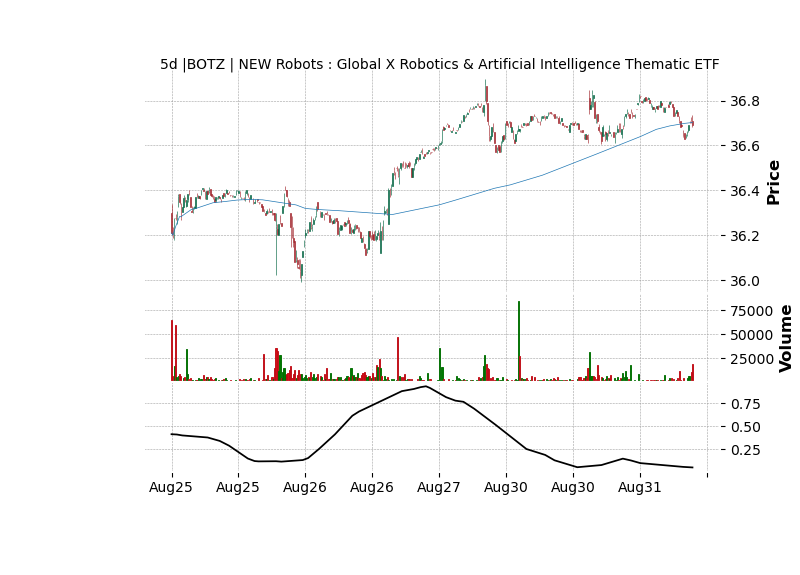 5d |BOTZ | NEW Robots : Global X Robotics & Artificial Intelligence Thematic ETF
36.8
36.6
36.4
36.2
36.0
Price
75000
50000
25000
Volume
0.75
0.50
0.25
Aug25 Aug25 Aug26 Aug26 Aug27 Aug30 Aug30 Aug31